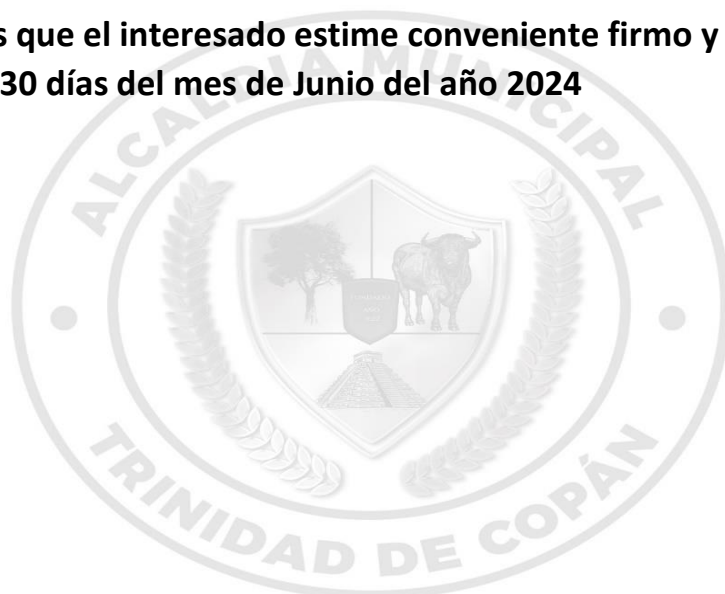 s que el interesado estime conveniente firmo y
30 días del mes de Junio del año 2024
ALCALDIA MUNICIPAL
TRINIDAD DE COPÁN